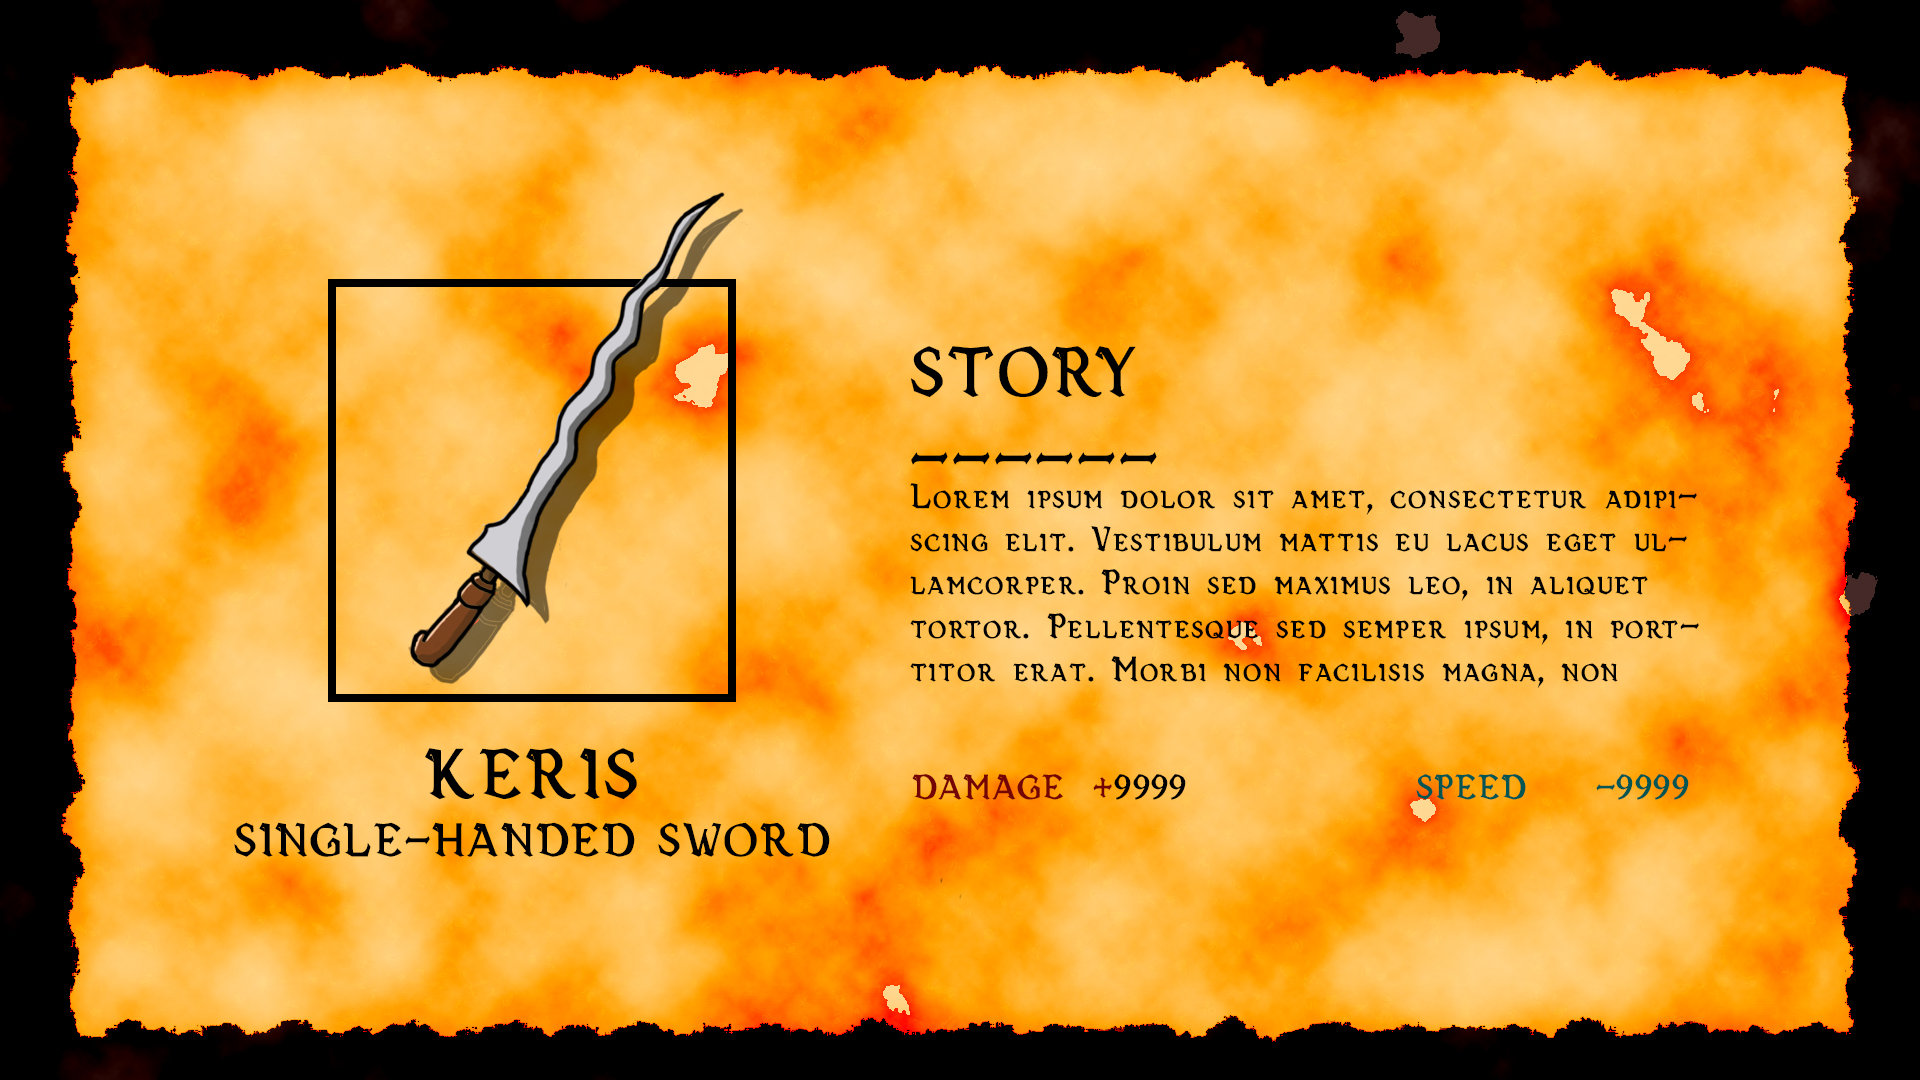 KERIS
SINGLE-HANDED SWORD
STORY
------
Lorem ipsum dolor sit amet, consectetur adipi-
scing elit. Vestibulum mattis eu lacus eget ul-
lamcorper. Proin sed maximus leo, in aliquet
tortor. Pellentesque sed semper ipsum, in port-
titor erat. Morbi non facilisis magna, non
DAMAGE +9999
SPEED -9999